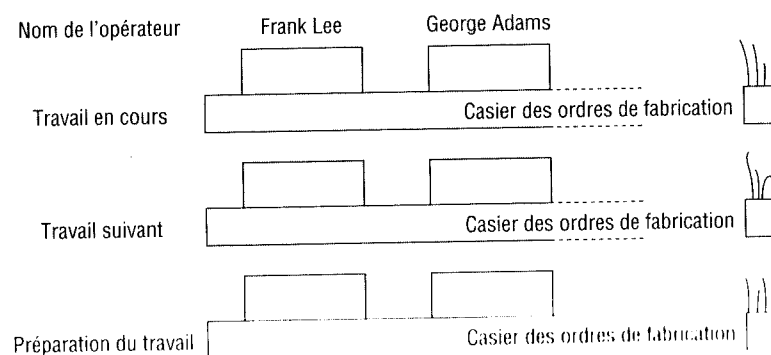 Nom de l'opérateur Frank Lee George Adams
Travail en cours Casier des ordres de fabrication
Travail suivant Casier des ordres de fabrication
Préparation du travail Casier des ordres de fabrication